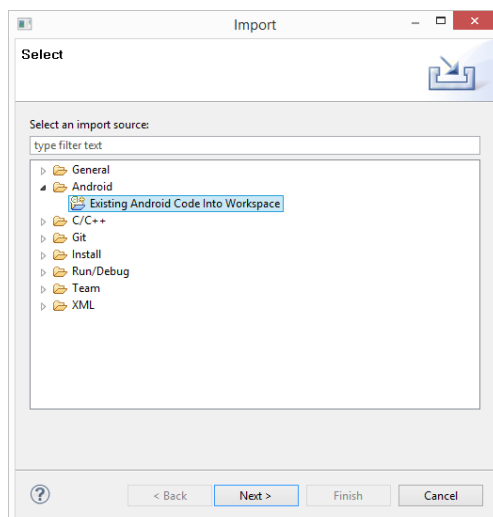 Import
Select
Select an import source:
type filter text
General
Android
Existing Android Code Into Workspace
C/C++
Git
Install
Run/Debug
Team
XML
?
< Back Next > Finish Cancel